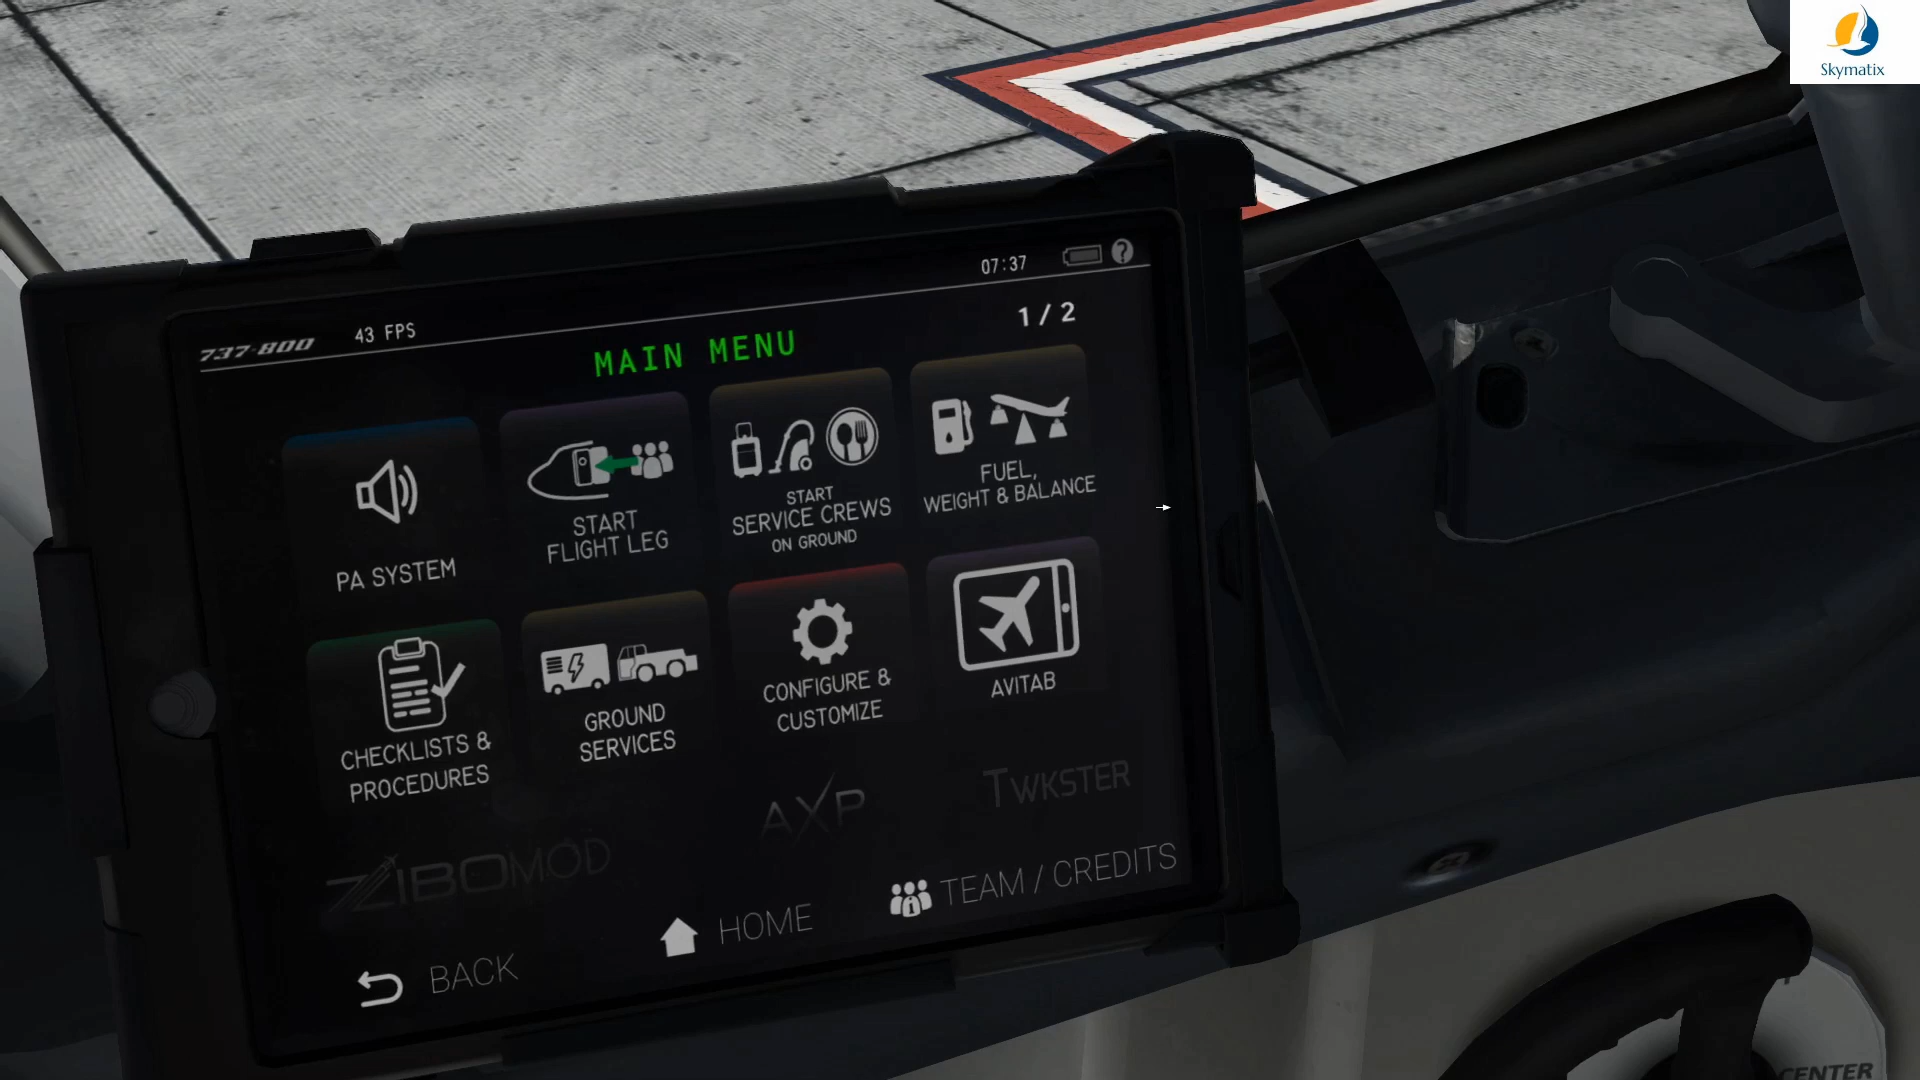 Skymatix
07:37
?
737-800
43 FPS
1 / 2
MAIN MENU
PA SYSTEM
START
FLIGHT LEG
START
SERVICE CREWS
ON GROUND
FUEL,
WEIGHT & BALANCE
CHECKLISTS &
PROCEDURES
GROUND
SERVICES
CONFIGURE &
CUSTOMIZE
AVITAB
ZIBOMOD
AXP
TWKSTER
BACK
HOME
TEAM / CREDITS
CENTER